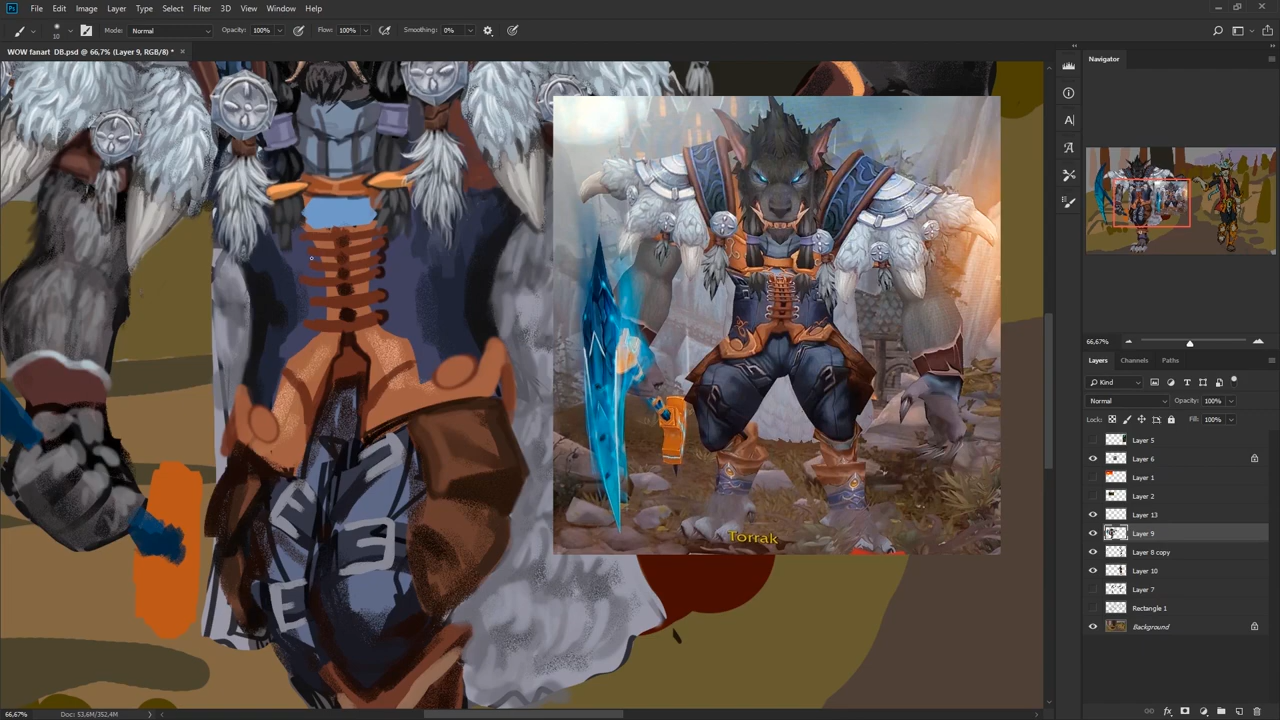 Ps File Edit Image Layer Type Select Filter 3D View Window Help
10 Mode: Normal Opacity: 100% Flow: 100% Smoothing: 0%
WOW fanart DB.psd @ 66,7% (Layer 9, RGB/8) * ×
Navigator
66,67%
Layers Channels Paths
Kind
Normal Opacity: 100%
Lock: Fill: 100%
Layer 5
Layer 6
Layer 1
Layer 2
Layer 13
Layer 9
Layer 8 copy
Layer 10
Layer 7
Rectangle 1
Background
Torrak
66,67% Doc: 53,6M/352,4M